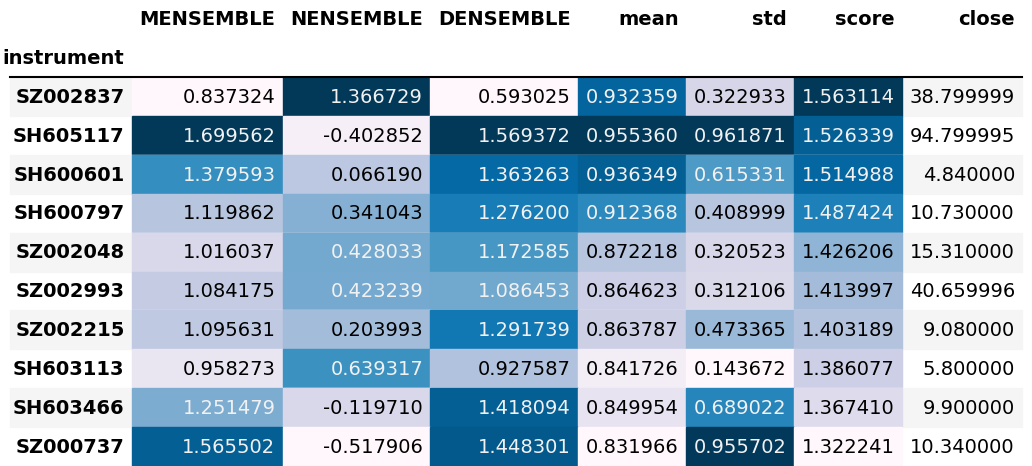 MENSEMBLE NENSEMBLE DENSEMBLE mean std score close
instrument
SZ002837 0.837324 1.366729 0.593025 0.932359 0.322933 1.563114 38.799999
SH605117 1.699562 -0.402852 1.569372 0.955360 0.961871 1.526339 94.799995
SH600601 1.379593 0.066190 1.363263 0.936349 0.615331 1.514988 4.840000
SH600797 1.119862 0.341043 1.276200 0.912368 0.408999 1.487424 10.730000
SZ002048 1.016037 0.428033 1.172585 0.872218 0.320523 1.426206 15.310000
SZ002993 1.084175 0.423239 1.086453 0.864623 0.312106 1.413997 40.659996
SZ002215 1.095631 0.203993 1.291739 0.863787 0.473365 1.403189 9.080000
SH603113 0.958273 0.639317 0.927587 0.841726 0.143672 1.386077 5.800000
SH603466 1.251479 -0.119710 1.418094 0.849954 0.689022 1.367410 9.900000
SZ000737 1.565502 -0.517906 1.448301 0.831966 0.955702 1.322241 10.340000